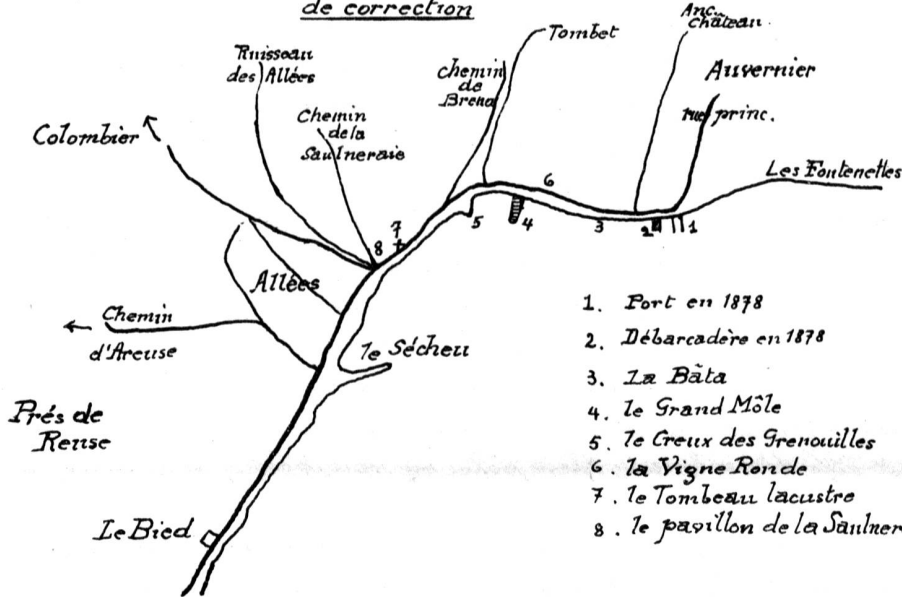 de correction
Anc.
château.
Tombet
Ruisseau
des Allées
Chemin
de
Brena
Auvernier
rue princ.
Chemin
de la
Saulneraie
Colombier
Les Fontenettes
6
7
8
5
4
3
2
1
Allées
Chemin
d'Areuse
le Sécheu
Prés de
Reuse
Le Bied
1. Port en 1878
2. Débarcadère en 1878
3. La Bâta
4. le Grand Môle
5. le Creux des Grenouilles
6. la Vigne Ronde
7. le Tombeau lacustre
8. le pavillon de la Saulner